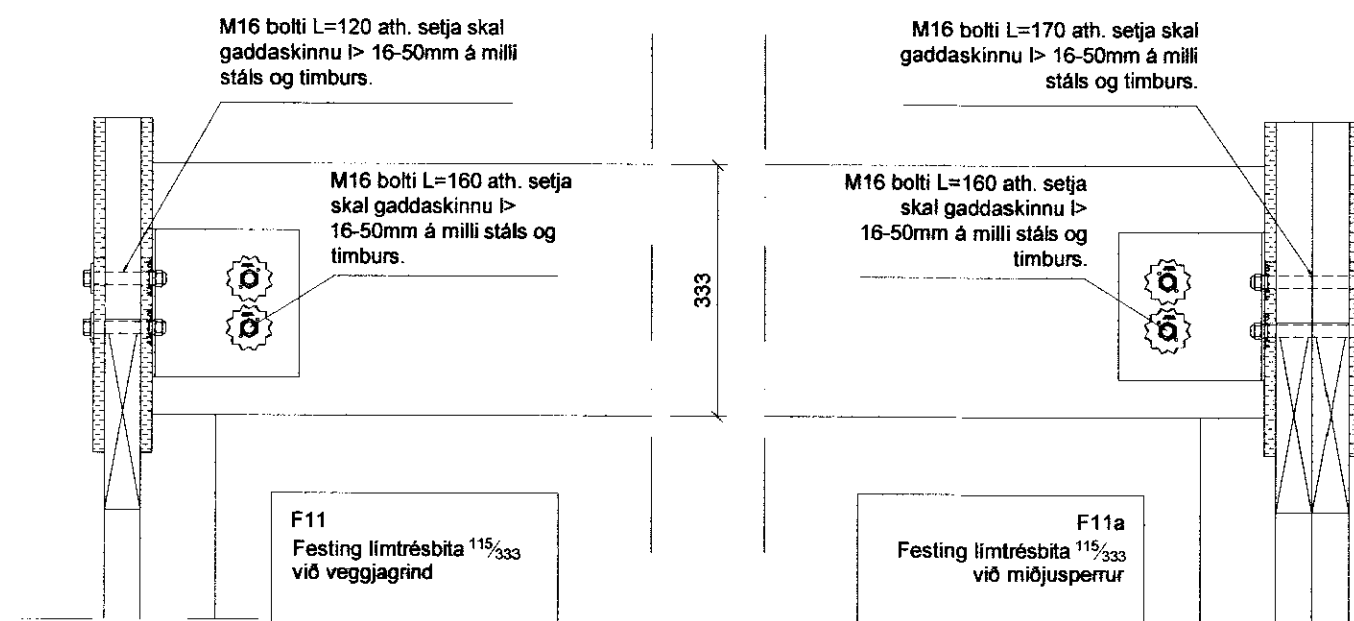 M16 bolti L=120 ath. setja skal
gaddaskinnu l> 16-50mm á milli
stáls og timburs.
M16 bolti L=170 ath. setja skal
gaddaskinnu l> 16-50mm á milli
stáls og timburs.
M16 bolti L=160 ath. setja
skal gaddaskinnu l>
16-50mm á milli stáls og
timburs.
333
M16 bolti L=160 ath. setja
skal gaddaskinnu l>
16-50mm á milli stáls og
timburs.
F11
Festing límtrésbita 115/333
við veggjagrind
F11a
Festing límtrésbita 115/333
við miðjusperrur